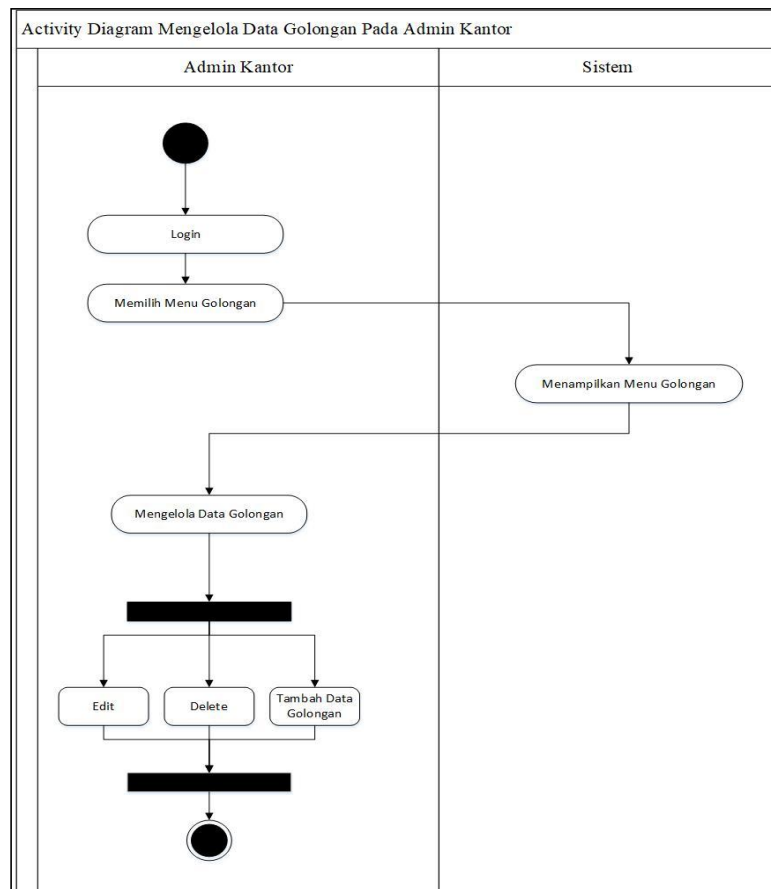 Activity Diagram Mengelola Data Golongan Pada Admin Kantor
Admin Kantor
Sistem
Login
Memilih Menu Golongan
Menampilkan Menu Golongan
Mengelola Data Golongan
Edit
Delete
Tambah Data
Golongan